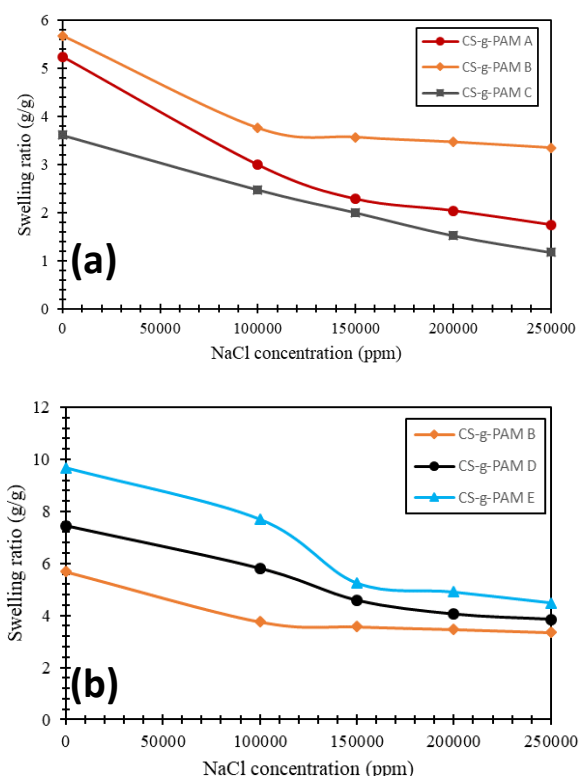 6
5
4
3
2
1
0
Swelling ratio (g/g)
CS-g-PAM A
CS-g-PAM B
CS-g-PAM C
(a)
0 50000 100000 150000 200000 250000
NaCl concentration (ppm)
12
10
8
6
4
2
0
Swelling ratio (g/g)
CS-g-PAM B
CS-g-PAM D
CS-g-PAM E
(b)
0 50000 100000 150000 200000 250000
NaCl concentration (ppm)